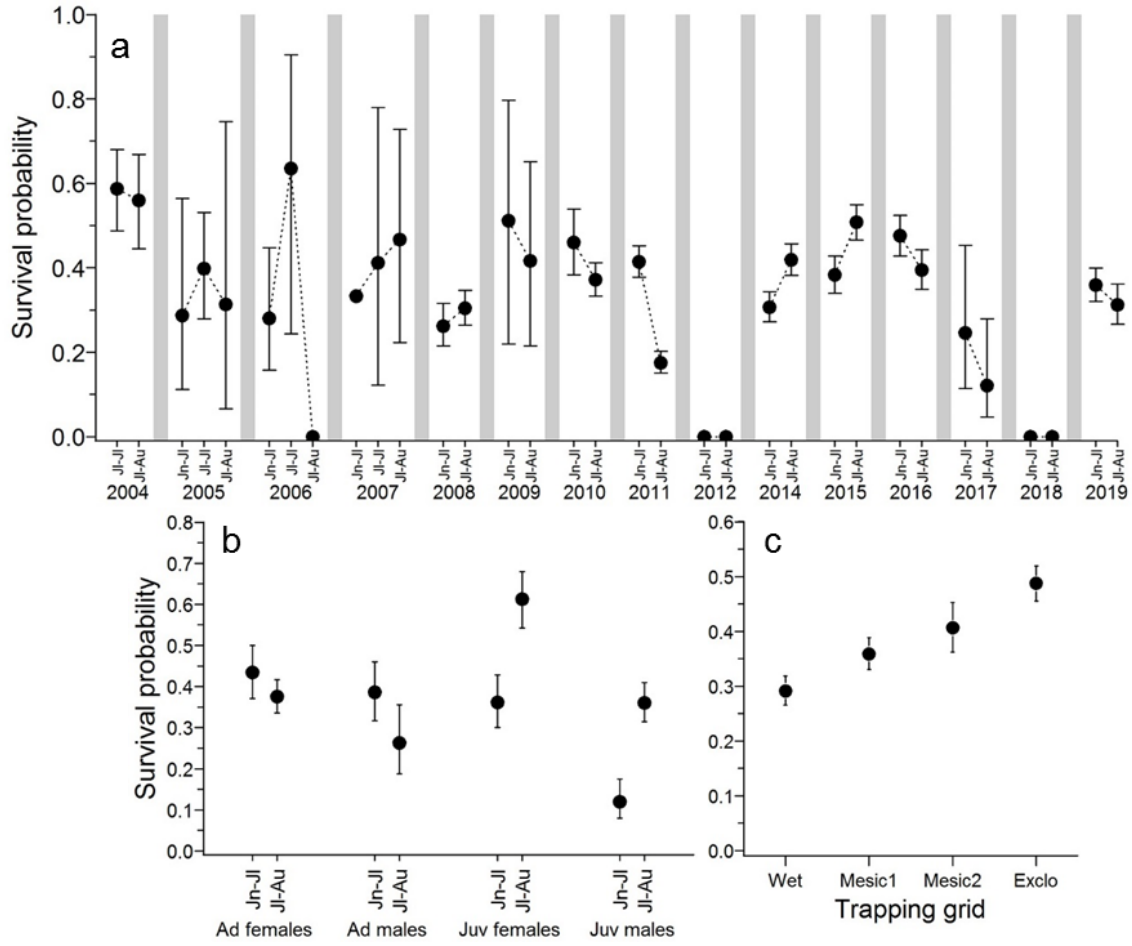 a
Survival probability
1.0
0.8
0.6
0.4
0.2
0.0
Jl-Jl Jl-Au Jn-Jl Jl-Jl Jl-Au Jn-Jl Jl-Jl Jl-Au Jn-Jl Jl-Jl Jl-Au Jn-Jl Jl-Au Jn-Jl Jl-Au Jn-Jl Jl-Au Jn-Jl Jl-Au Jn-Jl Jl-Au Jn-Jl Jl-Au Jn-Jl Jl-Au Jn-Jl Jl-Au Jn-Jl Jl-Au Jn-Jl Jl-Au Jn-Jl Jl-Au
2004 2005 2006 2007 2008 2009 2010 2011 2012 2014 2015 2016 2017 2018 2019
b
Survival probability
0.8
0.7
0.6
0.5
0.4
0.3
0.2
0.1
0.0
Jn-Jl Jl-Au Jn-Jl Jl-Au Jn-Jl Jl-Au Jn-Jl Jl-Au
Ad females Ad males Juv females Juv males
c
0.6
0.5
0.4
0.3
0.2
0.1
0.0
Wet Mesic1 Mesic2 Exclo
Trapping grid